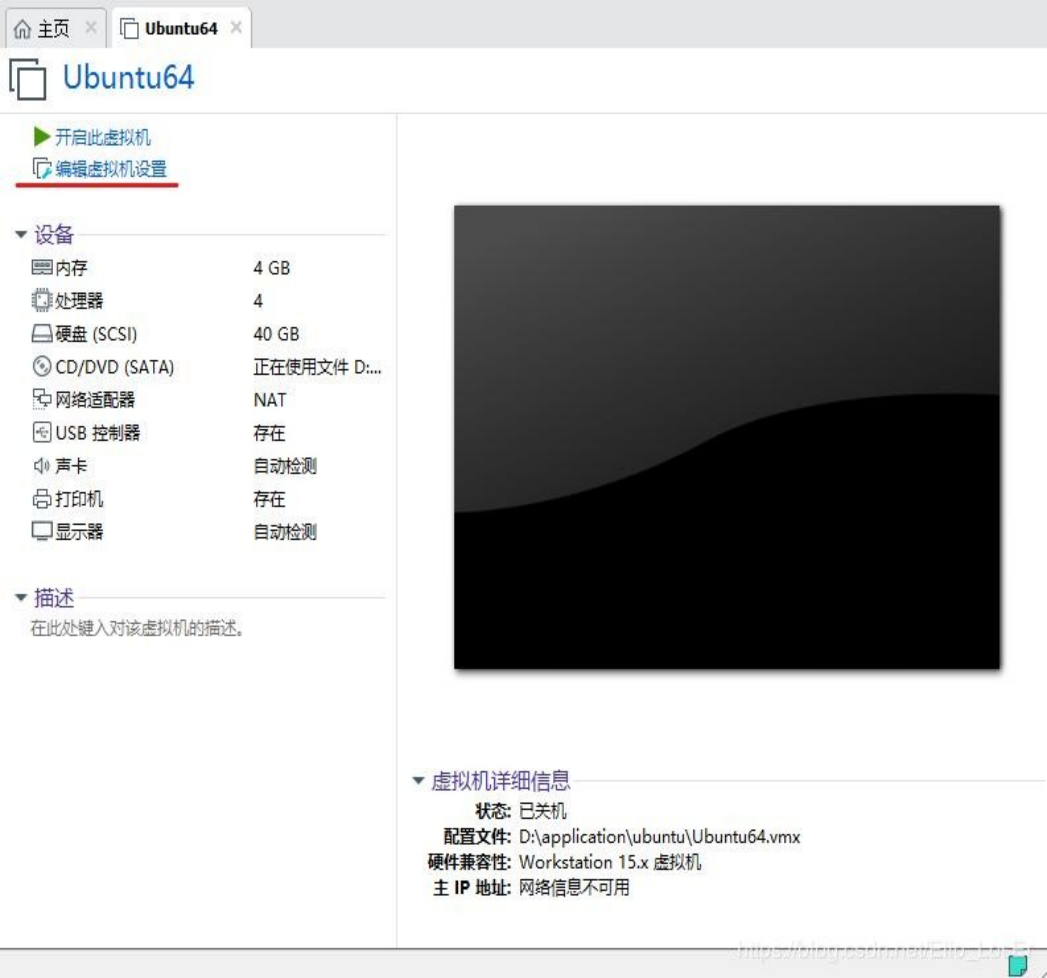 主页
Ubuntu64
Ubuntu64
开启此虚拟机
编辑虚拟机设置
设备
内存 4 GB
处理器 4
硬盘 (SCSI) 40 GB
CD/DVD (SATA) 正在使用文件 D:...
网络适配器 NAT
USB 控制器 存在
声卡 自动检测
打印机 存在
显示器 自动检测
描述
在此处键入对该虚拟机的描述。
虚拟机详细信息
状态: 已关机
配置文件: D:\application\ubuntu\Ubuntu64.vmx
硬件兼容性: Workstation 15.x 虚拟机
主 IP 地址: 网络信息不可用